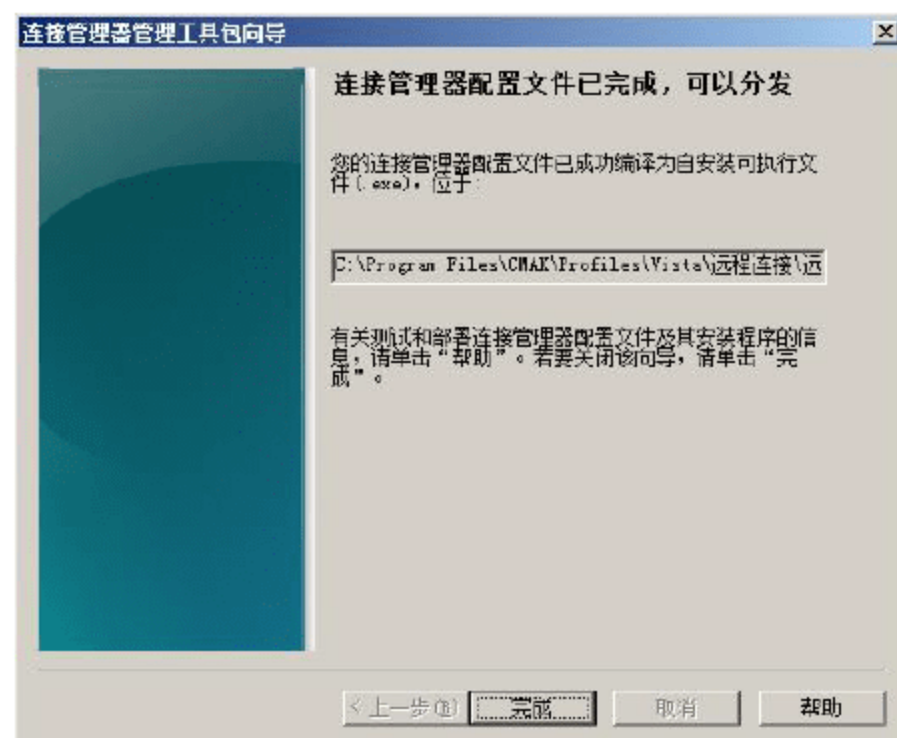 连接管理器管理工具包向导
连接管理器配置文件已完成，可以分发
您的连接管理器配置文件已成功编译为自安装可执行文
件(.exe)，位于：
C:\Program Files\CMAK\Profiles\Vista\远程连接\远
有关测试和部署连接管理器配置文件及其安装程序的信
息，请单击“帮助”。若要关闭该向导，请单击“完
成”。
<上一步(B) 完成 取消 帮助